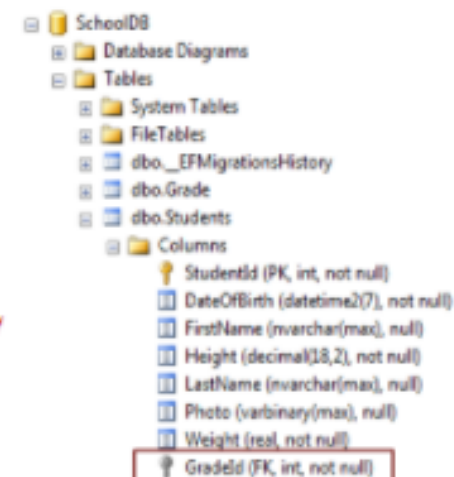 SchoolDB
Database Diagrams
Tables
System Tables
FileTables
dbo.__EFMigrationsHistory
dbo.Grade
dbo.Students
Columns
StudentId (PK, int, not null)
DateOfBirth (datetime2(7), not null)
FirstName (nvarchar(max), null)
Height (decimal(18,2), not null)
LastName (nvarchar(max), null)
Photo (varbinary(max), null)
Weight (real, not null)
GradeId (FK, int, not null)